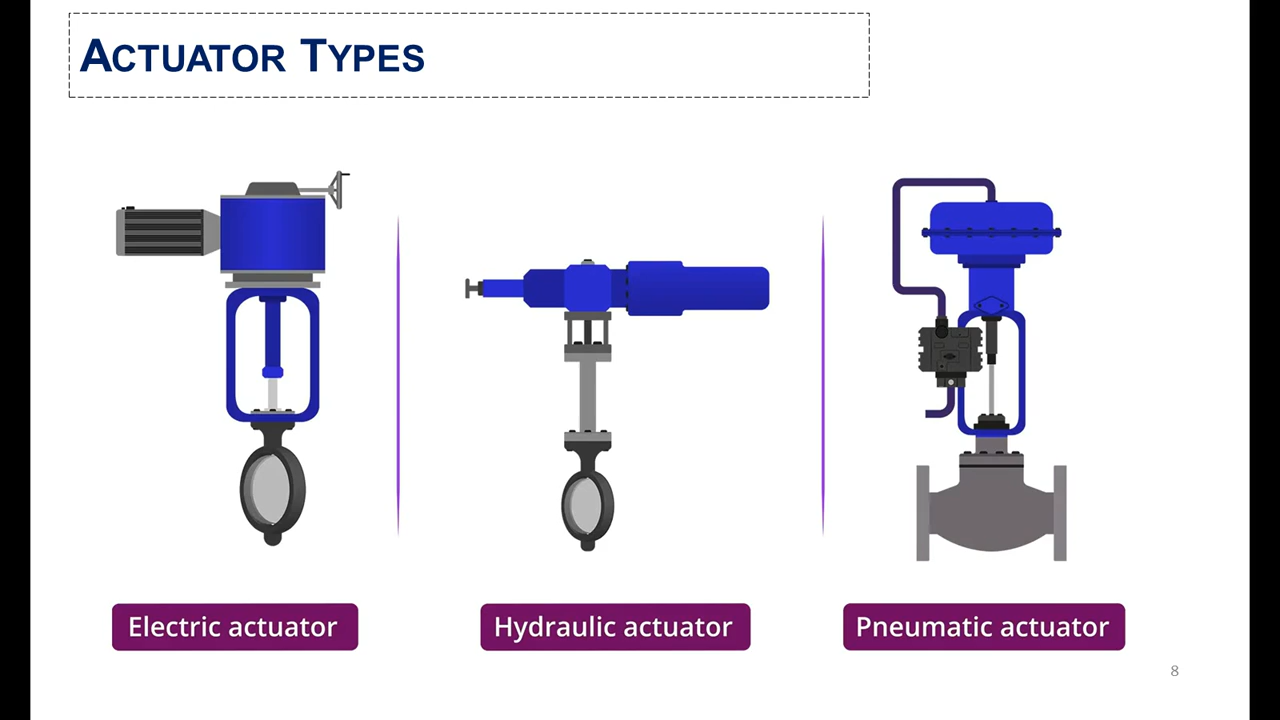 ACTUATOR TYPES
Electric actuator
Hydraulic actuator
Pneumatic actuator
8